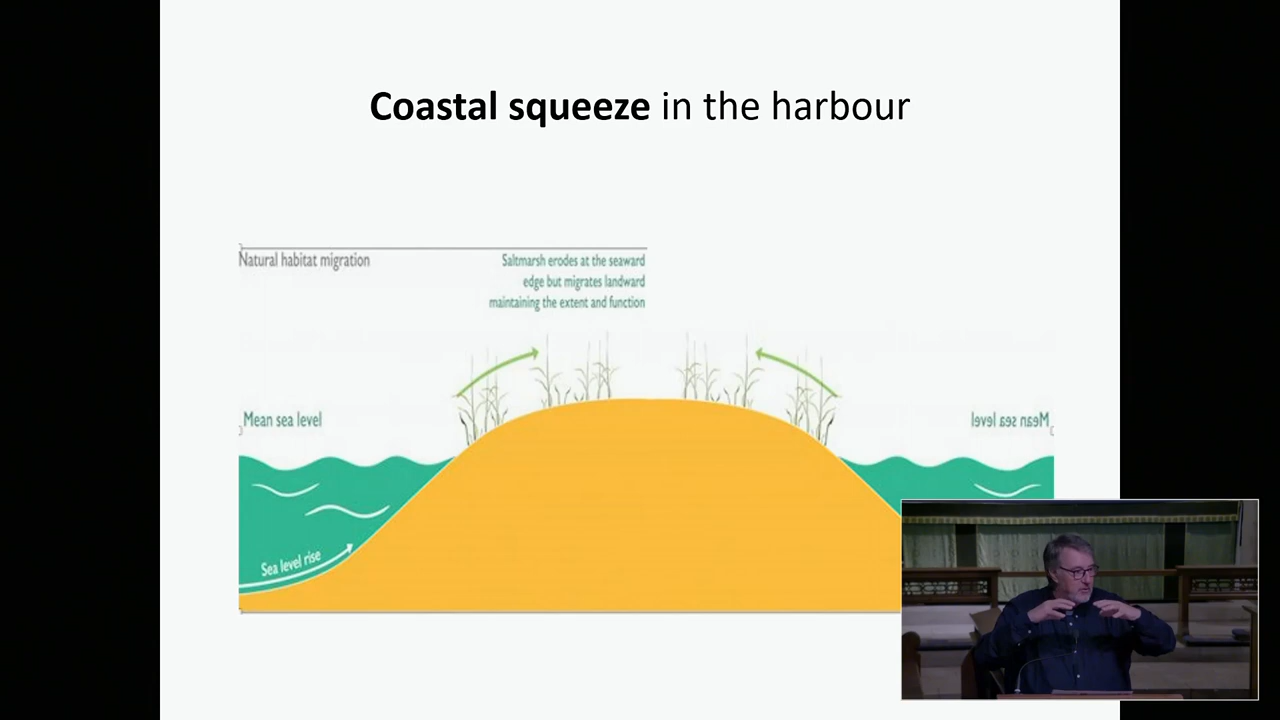 Coastal squeeze in the harbour
Natural habitat migration
Saltmarsh erodes at the seaward
edge but migrates landward
maintaining the extent and function
Mean sea level
Mean sea level
Sea level rise